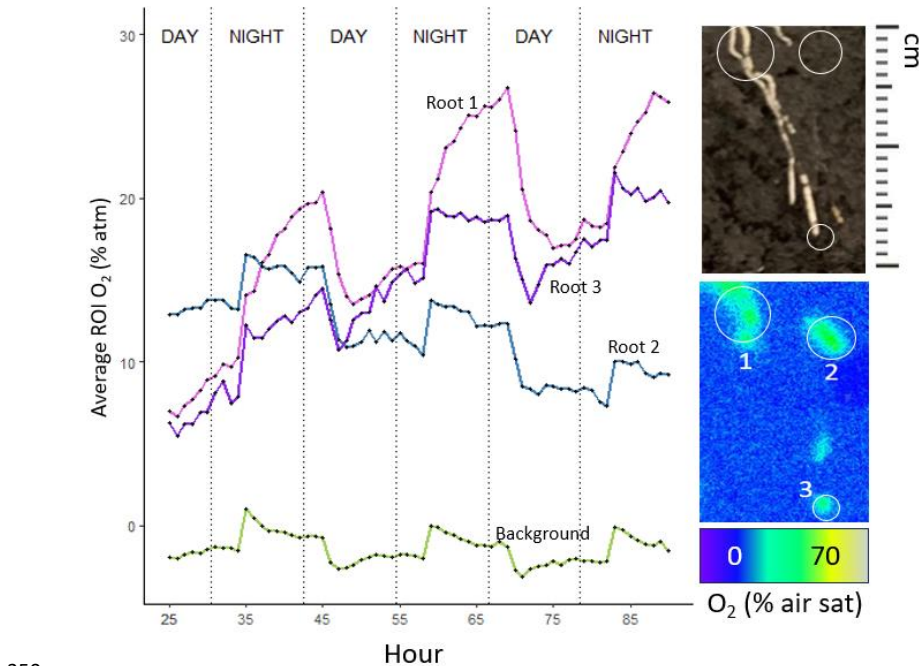 DAY NIGHT DAY NIGHT DAY NIGHT
30
20
10
0
Average ROI O₂ (% atm)
Root 1
Root 3
Root 2
Background
25 35 45 55 65 75 85
Hour
cm
1
2
3
0 70
O₂ (% air sat)